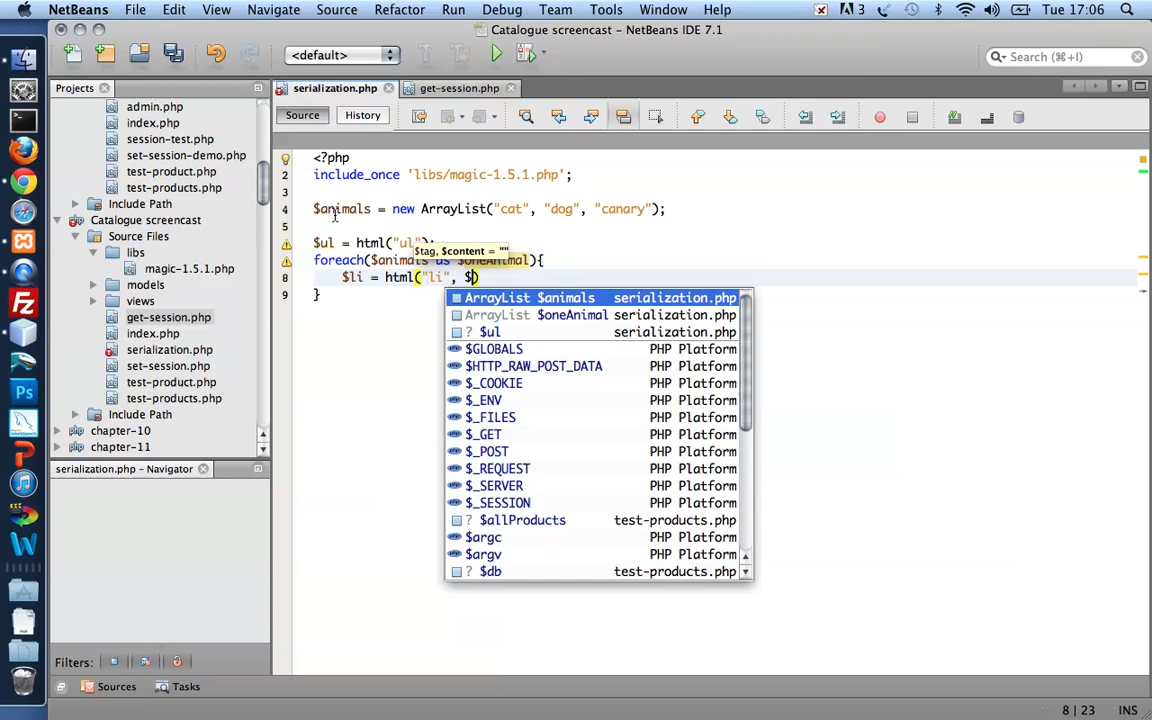 NetBeans File Edit View Navigate Source Refactor Run Debug Team Tools Window Help 3 Tue 17:06
Catalogue screencast - NetBeans IDE 7.1
<default> Search (⌘+I)
Projects
admin.php
index.php
session-test.php
set-session-demo.php
test-product.php
test-products.php
Include Path
Catalogue screencast
Source Files
libs
magic-1.5.1.php
models
views
get-session.php
index.php
serialization.php
set-session.php
test-product.php
test-products.php
Include Path
chapter-10
chapter-11
serialization.php - Navigator
Filters:
serialization.php get-session.php
Source History
<?php
2 include_once 'libs/magic-1.5.1.php';
3
4 $animals = new ArrayList("cat", "dog", "canary");
5
$ul = html("ul");
$tag, $content = ""
foreach($animals as $oneAnimal){
8 $li = html("li", $)
9 }
ArrayList $animals serialization.php
ArrayList $oneAnimal serialization.php
? $ul serialization.php
$GLOBALS PHP Platform
$HTTP_RAW_POST_DATA PHP Platform
$_COOKIE PHP Platform
$_ENV PHP Platform
$_FILES PHP Platform
$_GET PHP Platform
$_POST PHP Platform
$_REQUEST PHP Platform
$_SERVER PHP Platform
$_SESSION PHP Platform
? $allProducts test-products.php
$argc PHP Platform
$argv PHP Platform
? $db test-products.php
Sources Tasks
8 | 23 INS